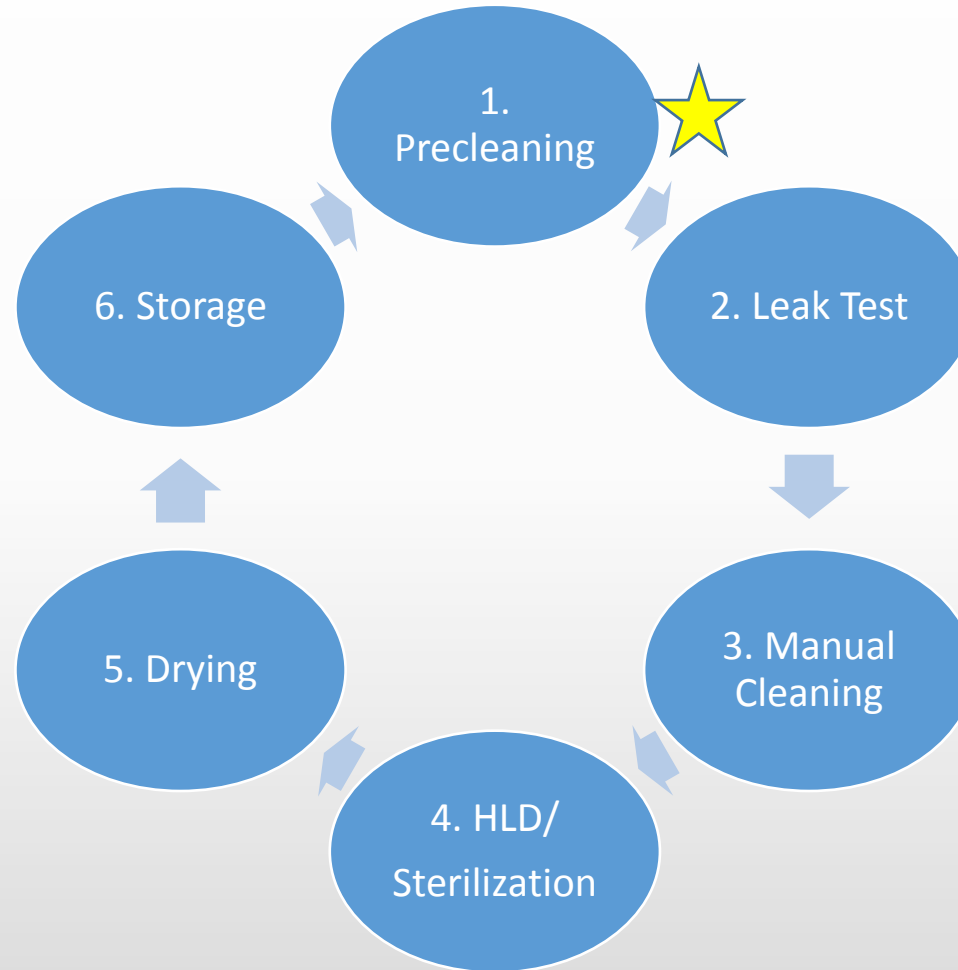 1.
Precleaning
2. Leak Test
3. Manual
Cleaning
4. HLD/
Sterilization
5. Drying
6. Storage